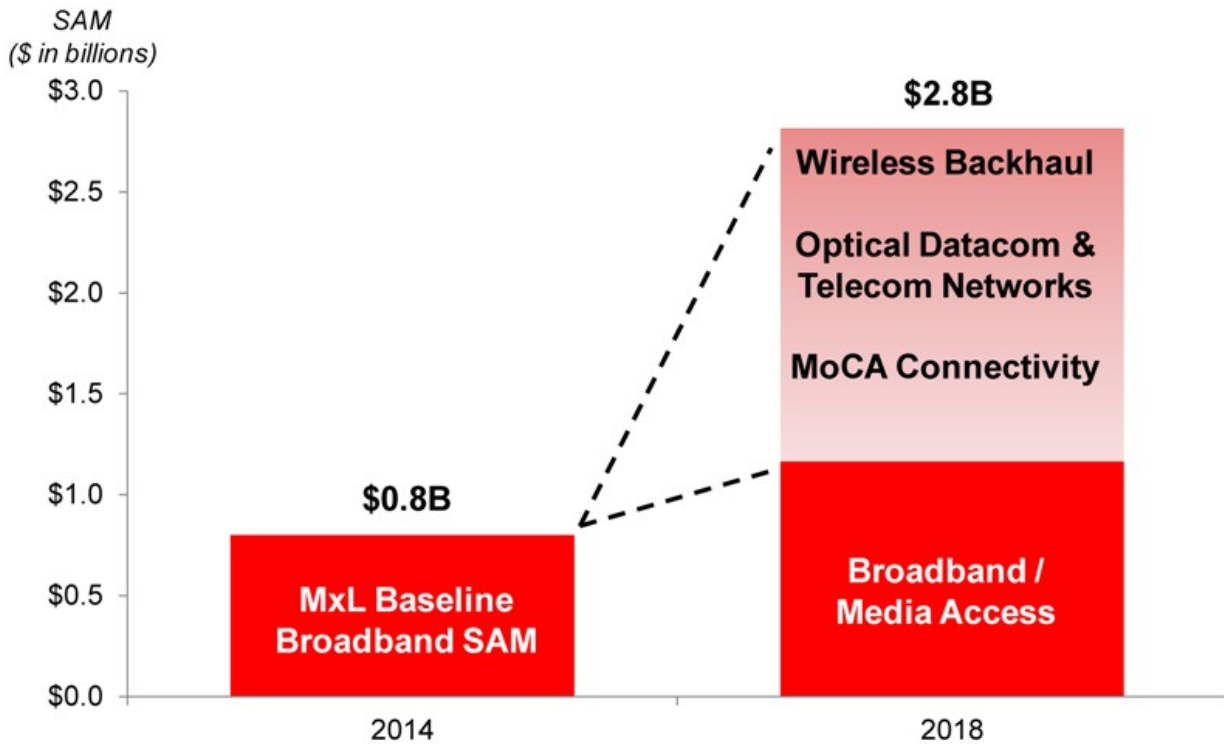 SAM
($ in billions)
$3.0
$2.5
$2.0
$1.5
$1.0
$0.5
$0.0
$0.8B
MxL Baseline
Broadband SAM
2014
$2.8B
Wireless Backhaul
Optical Datacom &
Telecom Networks
MoCA Connectivity
Broadband /
Media Access
2018